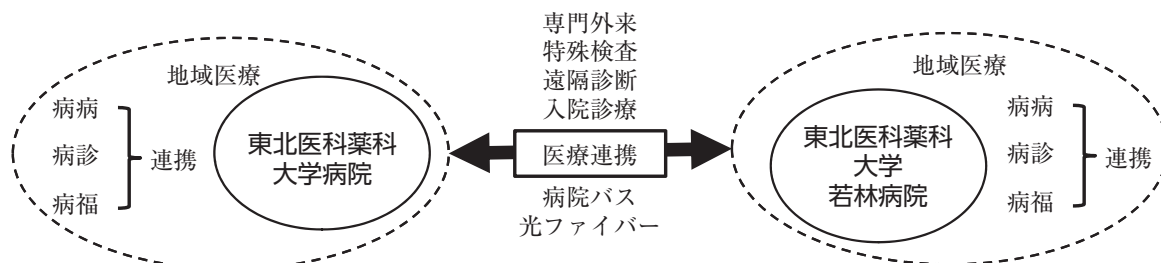 地域医療
病病
病診
病福
連携
東北医科薬科
大学病院
専門外来
特殊検査
遠隔診断
入院診療
医療連携
病院バス
光ファイバー
地域医療
東北医科薬科
大学
若林病院
病病
病診
病福
連携